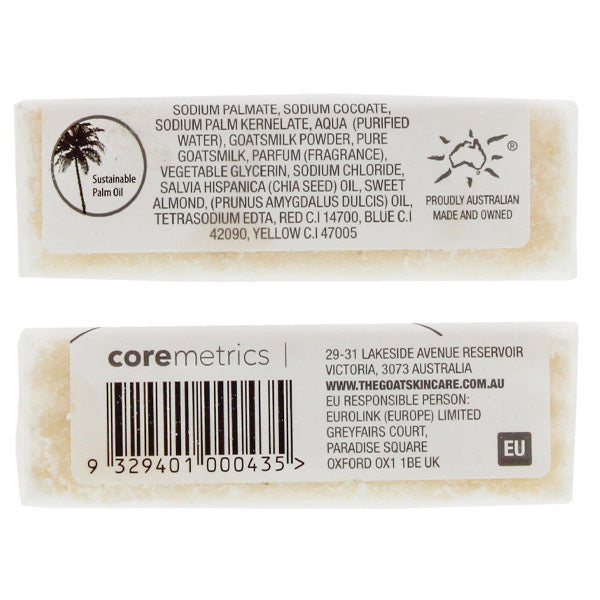 Sustainable
Palm Oil
SODIUM PALMATE, SODIUM COCOATE,
SODIUM PALM KERNELATE, AQUA (PURIFIED
WATER), GOATSMILK POWDER, PURE
GOATSMILK, PARFUM (FRAGRANCE),
VEGETABLE GLYCERIN, SODIUM CHLORIDE,
SALVIA HISPANICA (CHIA SEED) OIL, SWEET
ALMOND, (PRUNUS AMYGDALUS DULCIS) OIL,
TETRASODIUM EDTA, RED C.I 14700, BLUE C.I
42090, YELLOW C.I 47005
®
PROUDLY AUSTRALIAN
MADE AND OWNED
coremetrics |
9 329401 000435 >
29-31 LAKESIDE AVENUE RESERVOIR
VICTORIA, 3073 AUSTRALIA
WWW.THEGOATSKINCARE.COM.AU
EU RESPONSIBLE PERSON:
EUROLINK (EUROPE) LIMITED
GREYFAIRS COURT,
PARADISE SQUARE
OXFORD OX1 1BE UK
EU